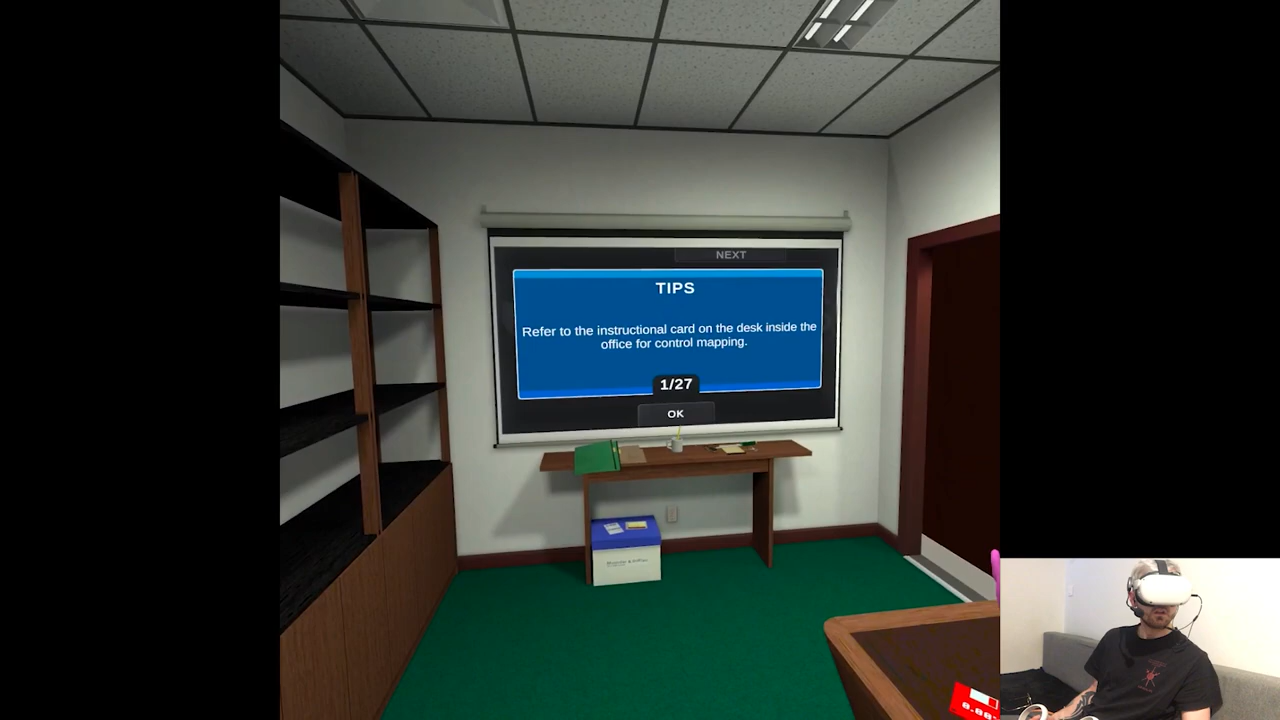 NEXT
TIPS
Refer to the instructional card on the desk inside the
office for control mapping.
1/27
OK